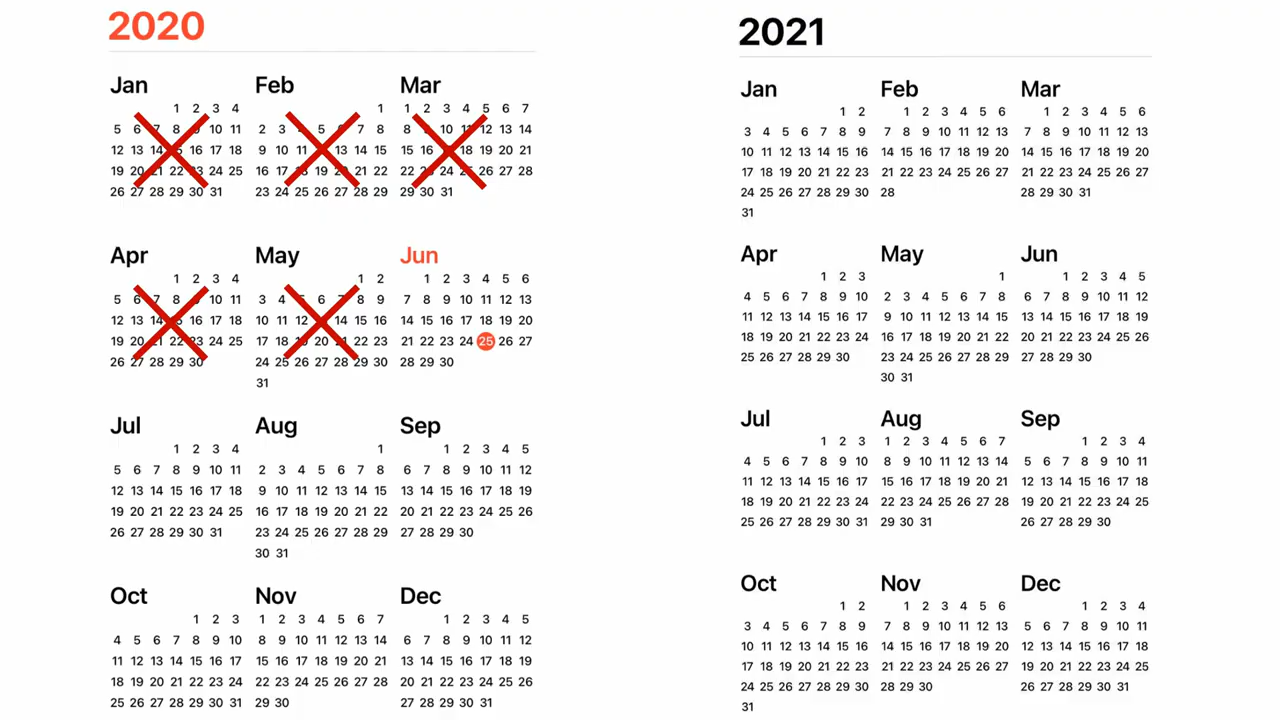 2020
Jan
1 2 3 4
5 6 7 8 10 11
12 13 14 15 16 17 18
19 20 21 22 23 24 25
26 27 28 29 30 31
Feb
1
2 3 5 7 8
9 10 11 13 14 15
16 17 18 19 20 22
23 24 25 26 27 28 29
Mar
1 2 3 4 5 6 7
8 10 11 12 13 14
15 16 18 19 20 21
22 24 25 26 27 28
29 30 31
Apr
1 2 3 4
5 6 7 8 10 11
12 13 14 15 16 17 18
19 20 21 22 23 24 25
26 27 28 29 30
May
1 2
3 4 5 6 7 8 9
10 11 12 14 15 16
17 18 19 20 21 22 23
24 25 26 27 28 29 30
31
Jun
1 2 3 4 5 6
7 8 9 10 11 12 13
14 15 16 17 18 19 20
21 22 23 24 25 26 27
28 29 30
Jul
1 2 3 4
5 6 7 8 9 10 11
12 13 14 15 16 17 18
19 20 21 22 23 24 25
26 27 28 29 30 31
Aug
1
2 3 4 5 6 7 8
9 10 11 12 13 14 15
16 17 18 19 20 21 22
23 24 25 26 27 28 29
30 31
Sep
1 2 3 4 5
6 7 8 9 10 11 12
13 14 15 16 17 18 19
20 21 22 23 24 25 26
27 28 29 30
Oct
1 2 3
4 5 6 7 8 9 10
11 12 13 14 15 16 17
18 19 20 21 22 23 24
25 26 27 28 29 30 31
Nov
1 2 3 4 5 6 7
8 9 10 11 12 13 14
15 16 17 18 19 20 21
22 23 24 25 26 27 28
29 30
Dec
1 2 3 4 5
6 7 8 9 10 11 12
13 14 15 16 17 18 19
20 21 22 23 24 25 26
27 28 29 30 31
2021
Jan
1 2
3 4 5 6 7 8 9
10 11 12 13 14 15 16
17 18 19 20 21 22 23
24 25 26 27 28 29 30
31
Feb
1 2 3 4 5 6
7 8 9 10 11 12 13
14 15 16 17 18 19 20
21 22 23 24 25 26 27
28
Mar
1 2 3 4 5 6
7 8 9 10 11 12 13
14 15 16 17 18 19 20
21 22 23 24 25 26 27
28 29 30 31
Apr
1 2 3
4 5 6 7 8 9 10
11 12 13 14 15 16 17
18 19 20 21 22 23 24
25 26 27 28 29 30
May
1
2 3 4 5 6 7 8
9 10 11 12 13 14 15
16 17 18 19 20 21 22
23 24 25 26 27 28 29
30 31
Jun
1 2 3 4 5
6 7 8 9 10 11 12
13 14 15 16 17 18 19
20 21 22 23 24 25 26
27 28 29 30
Jul
1 2 3
4 5 6 7 8 9 10
11 12 13 14 15 16 17
18 19 20 21 22 23 24
25 26 27 28 29 30 31
Aug
1 2 3 4 5 6 7
8 9 10 11 12 13 14
15 16 17 18 19 20 21
22 23 24 25 26 27 28
29 30 31
Sep
1 2 3 4
5 6 7 8 9 10 11
12 13 14 15 16 17 18
19 20 21 22 23 24 25
26 27 28 29 30
Oct
1 2
3 4 5 6 7 8 9
10 11 12 13 14 15 16
17 18 19 20 21 22 23
24 25 26 27 28 29 30
31
Nov
1 2 3 4 5 6
7 8 9 10 11 12 13
14 15 16 17 18 19 20
21 22 23 24 25 26 27
28 29 30
Dec
1 2 3 4
5 6 7 8 9 10 11
12 13 14 15 16 17 18
19 20 21 22 23 24 25
26 27 28 29 30 31